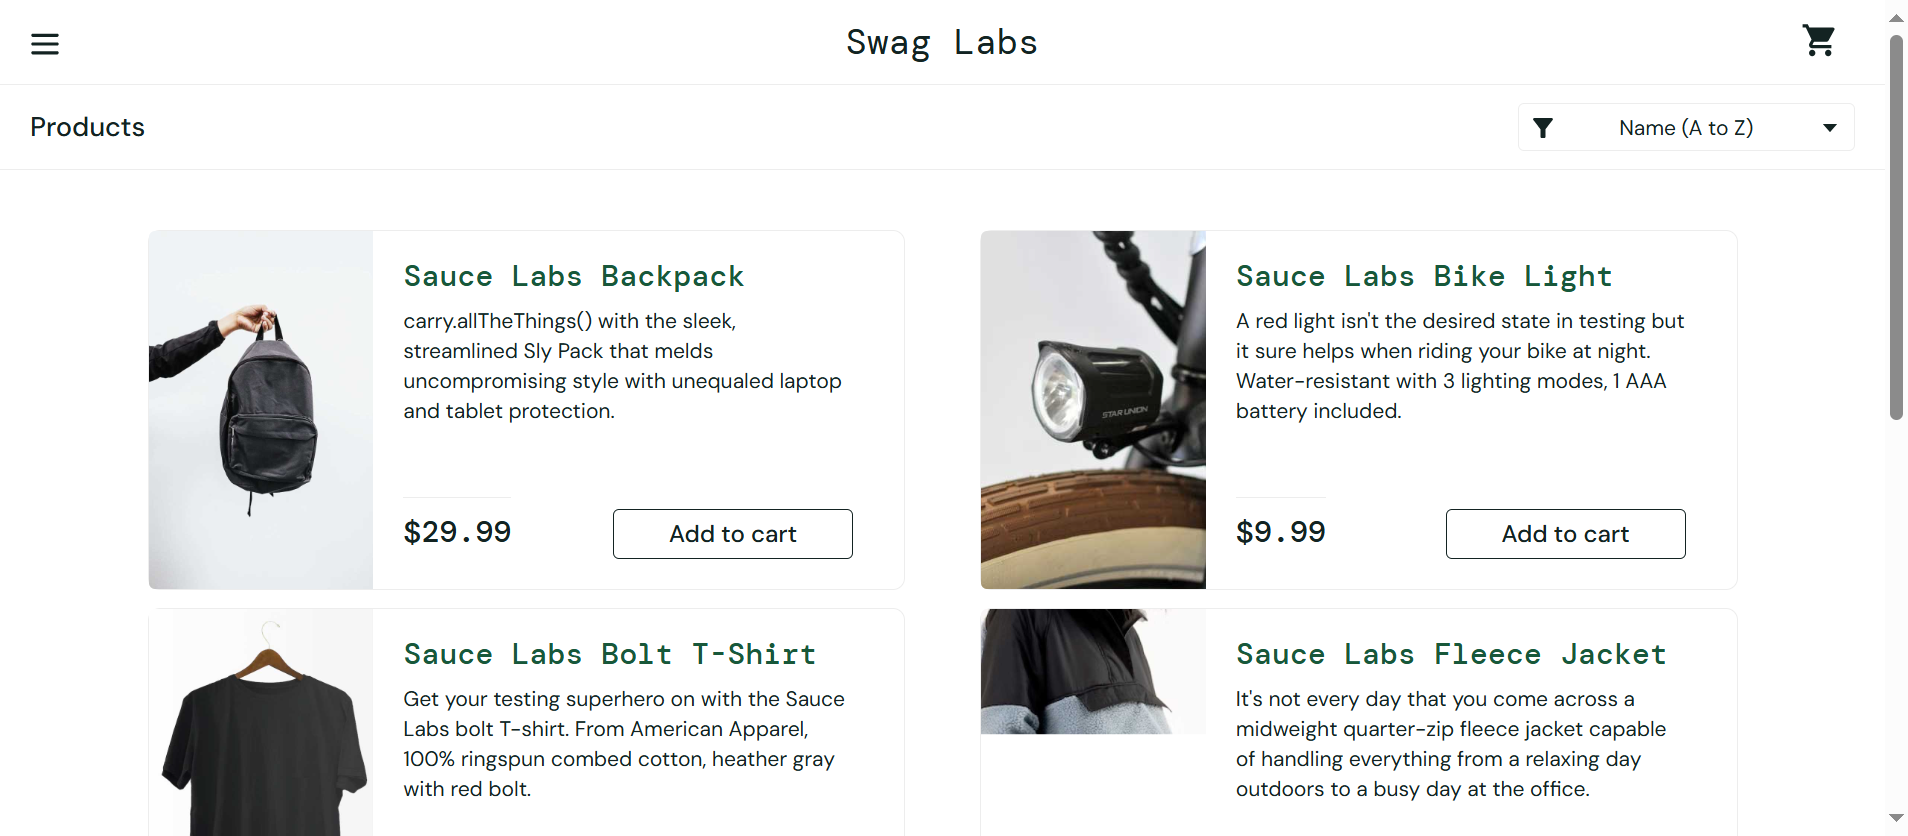 Swag Labs
Products
Name (A to Z)
Sauce Labs Backpack
carry.allTheThings() with the sleek,
streamlined Sly Pack that melds
uncompromising style with unequaled laptop
and tablet protection.
$29.99
Add to cart
Sauce Labs Bike Light
A red light isn't the desired state in testing but
it sure helps when riding your bike at night.
Water-resistant with 3 lighting modes, 1 AAA
battery included.
STAR UNION
$9.99
Add to cart
Sauce Labs Bolt T-Shirt
Get your testing superhero on with the Sauce
Labs bolt T-shirt. From American Apparel,
100% ringspun combed cotton, heather gray
with red bolt.
Sauce Labs Fleece Jacket
It's not every day that you come across a
midweight quarter-zip fleece jacket capable
of handling everything from a relaxing day
outdoors to a busy day at the office.